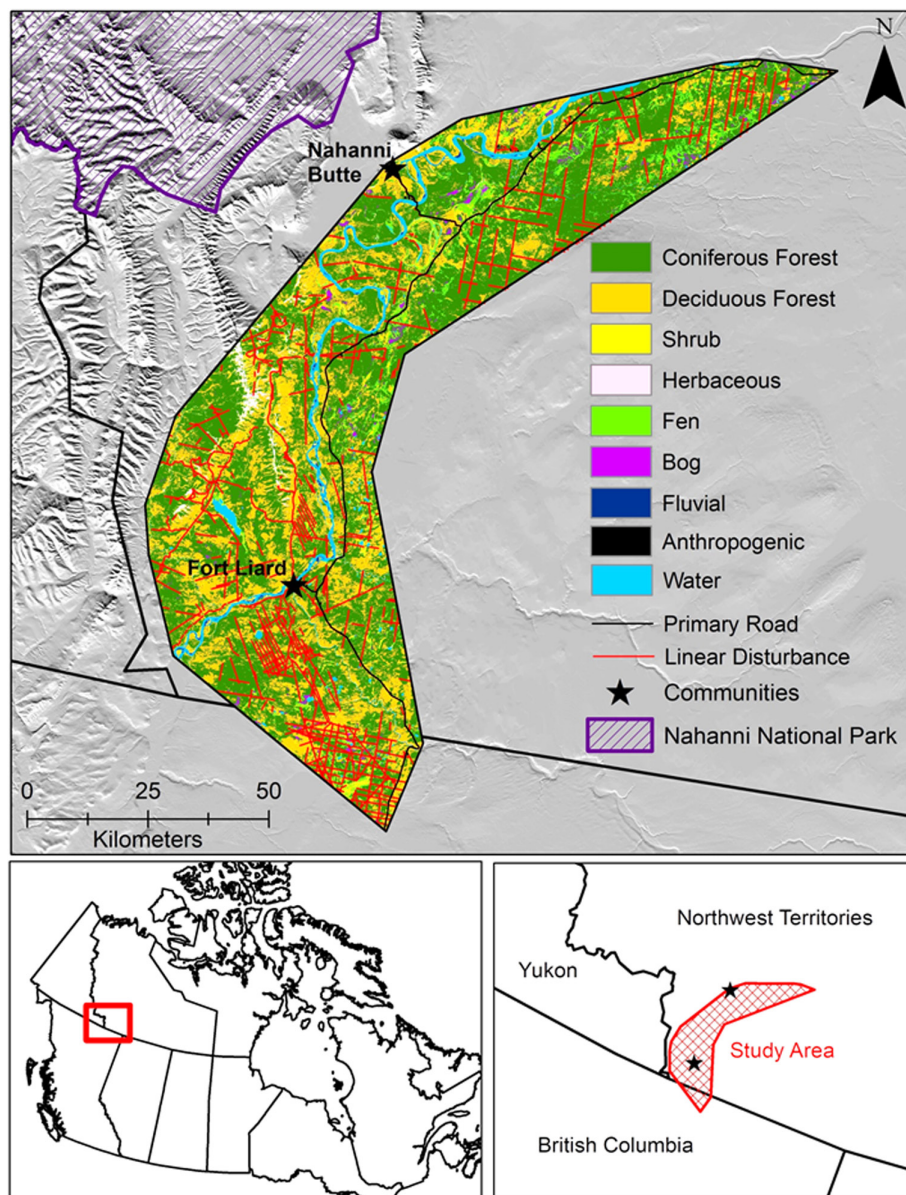 N
Nahanni
Butte
Coniferous Forest
Deciduous Forest
Shrub
Herbaceous
Fen
Bog
Fluvial
Anthropogenic
Water
Primary Road
Linear Disturbance
Communities
Nahanni National Park
Fort Liard
0 25 50
Kilometers
Northwest Territories
Yukon
Study Area
British Columbia